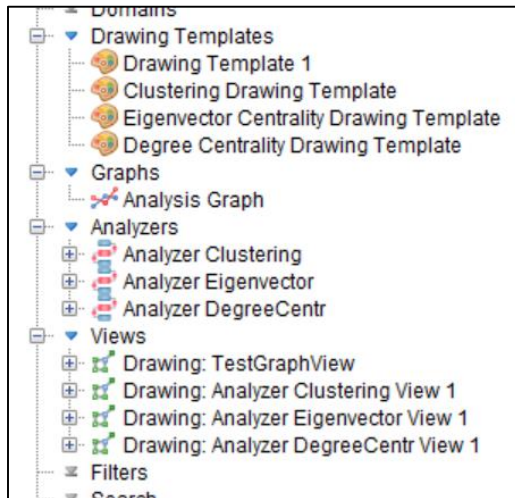 Domains
Drawing Templates
Drawing Template 1
Clustering Drawing Template
Eigenvector Centrality Drawing Template
Degree Centrality Drawing Template
Graphs
Analysis Graph
Analyzers
Analyzer Clustering
Analyzer Eigenvector
Analyzer DegreeCentr
Views
Drawing: TestGraphView
Drawing: Analyzer Clustering View 1
Drawing: Analyzer Eigenvector View 1
Drawing: Analyzer DegreeCentr View 1
Filters
Search